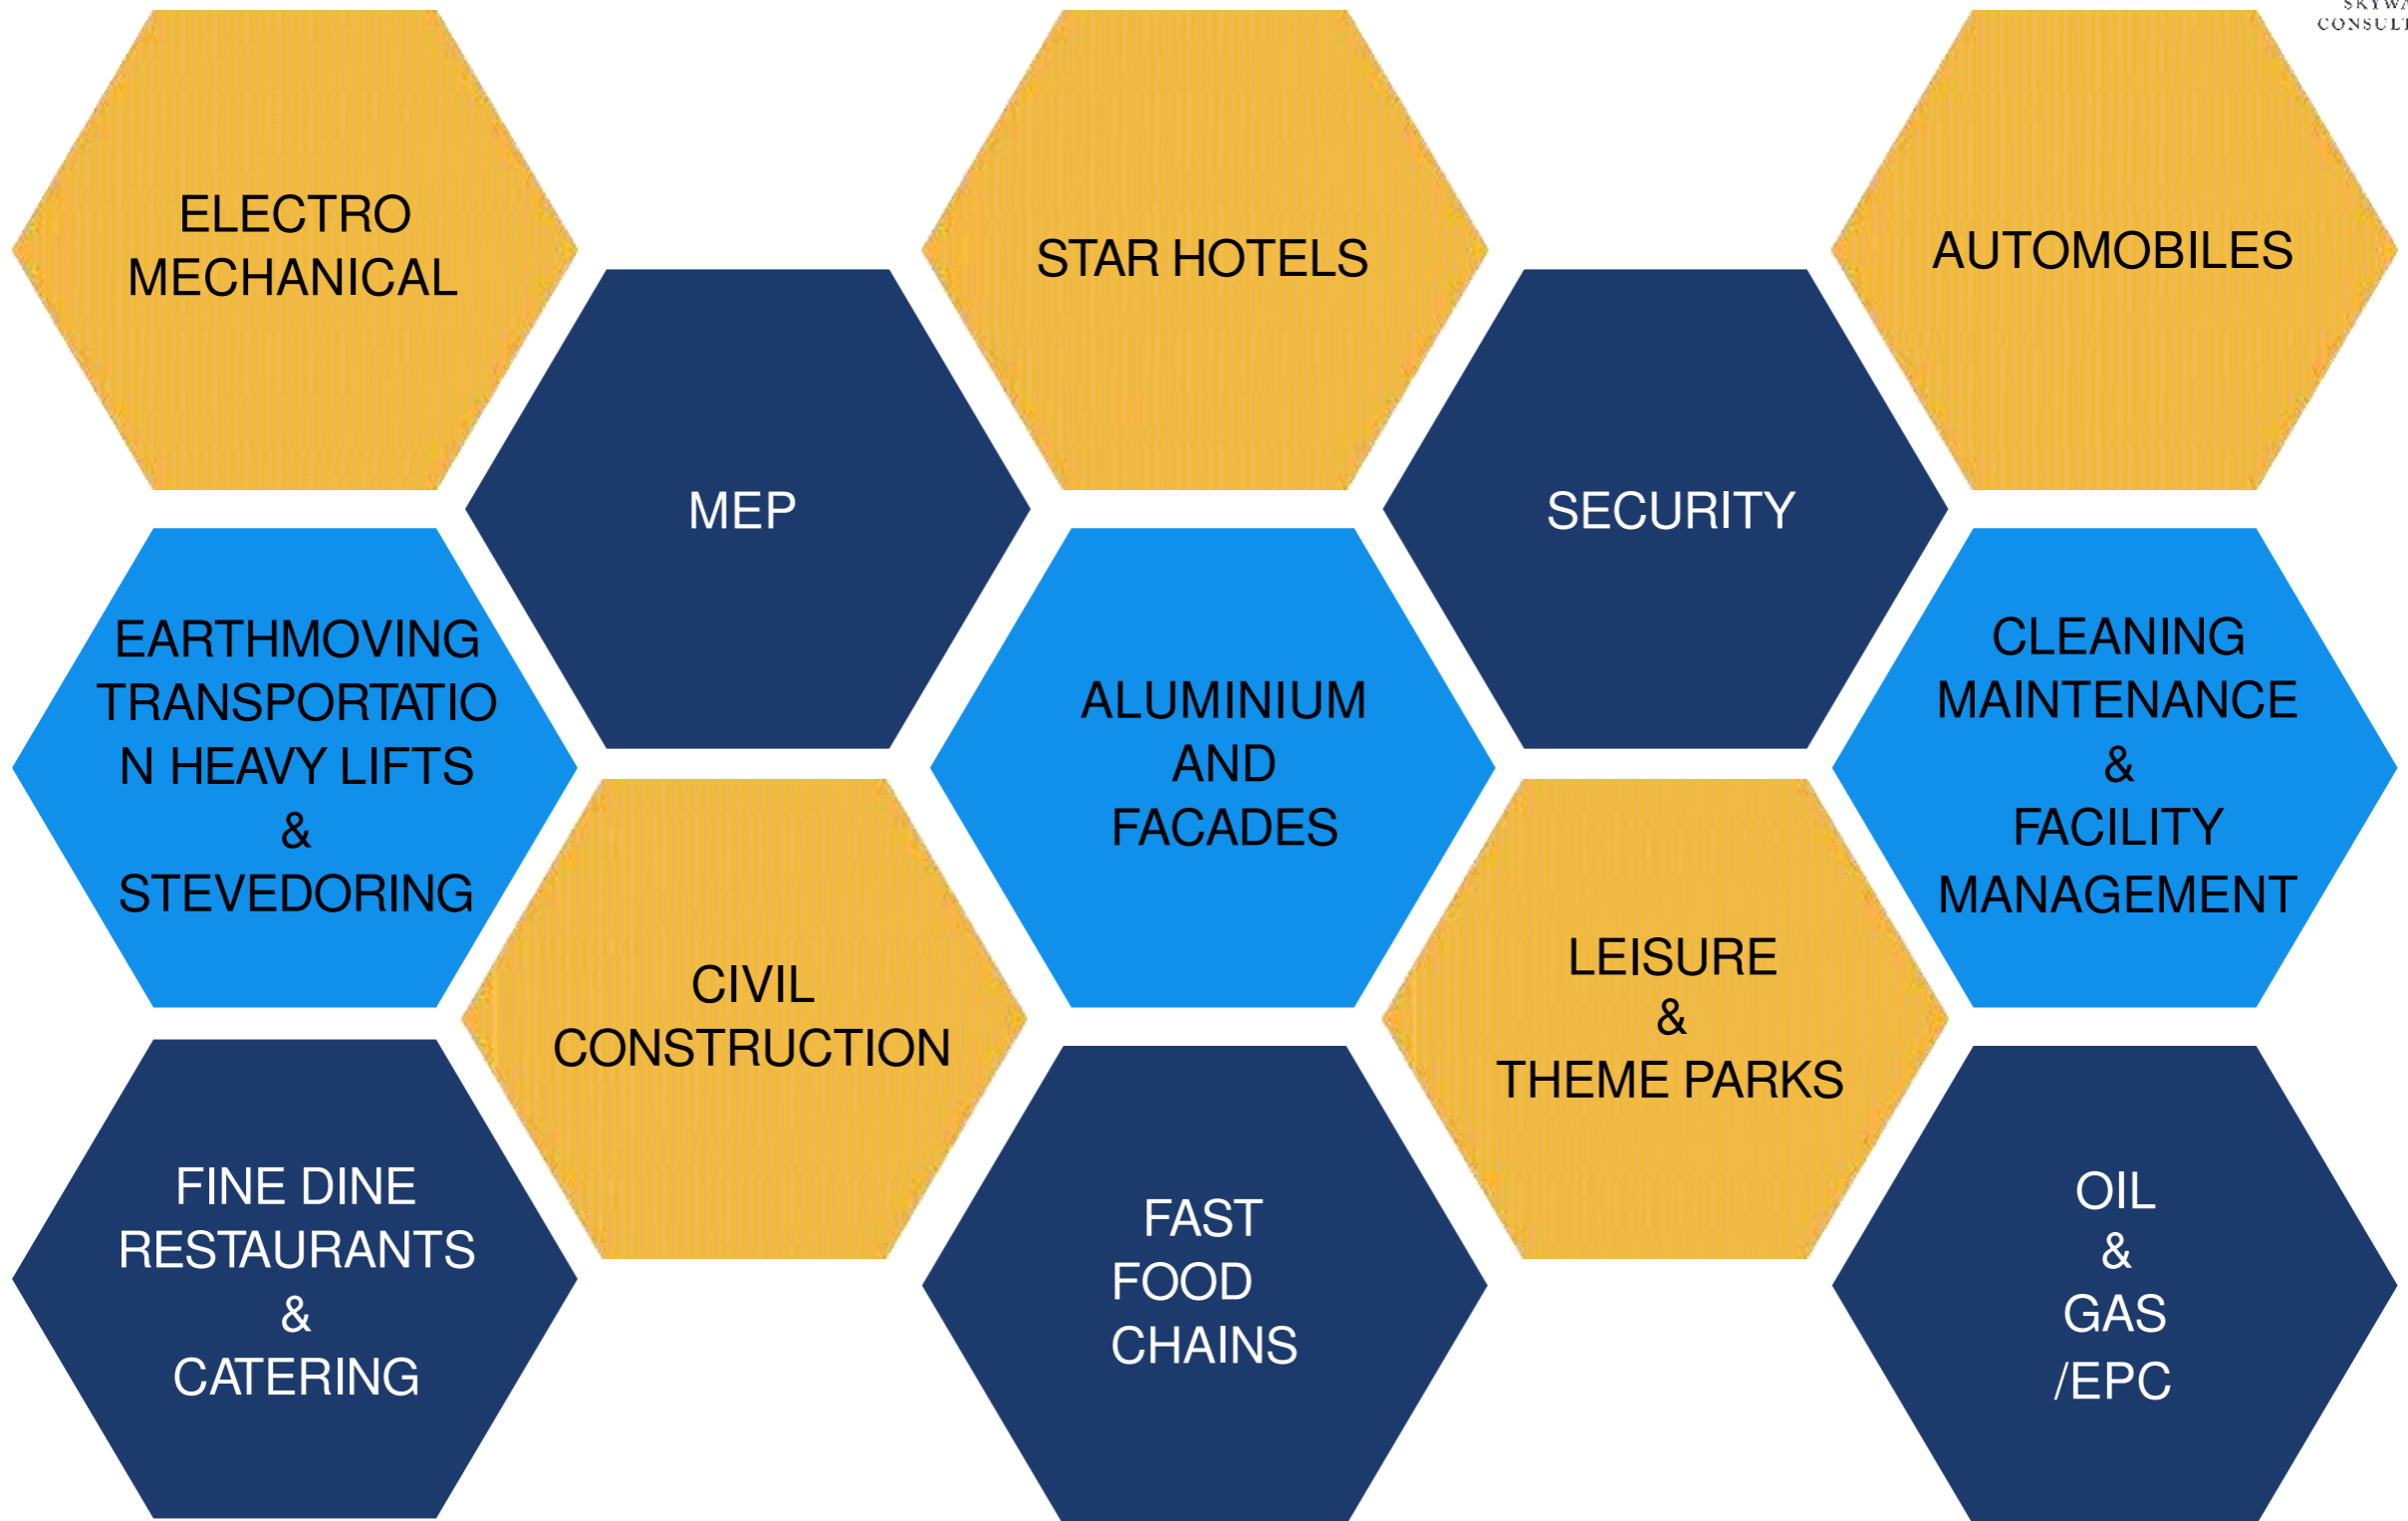 CONSULT
ELECTRO
MECHANICAL
STAR HOTELS
AUTOMOBILES
MEP
SECURITY
EARTHMOVING
TRANSPORTATIO
N HEAVY LIFTS
&
STEVEDORING
ALUMINIUM
AND
FACADES
CLEANING
MAINTENANCE
&
FACILITY
MANAGEMENT
CIVIL
CONSTRUCTION
LEISURE
&
THEME PARKS
FINE DINE
RESTAURANTS
&
CATERING
FAST
FOOD
CHAINS
OIL
&
GAS
/EPC